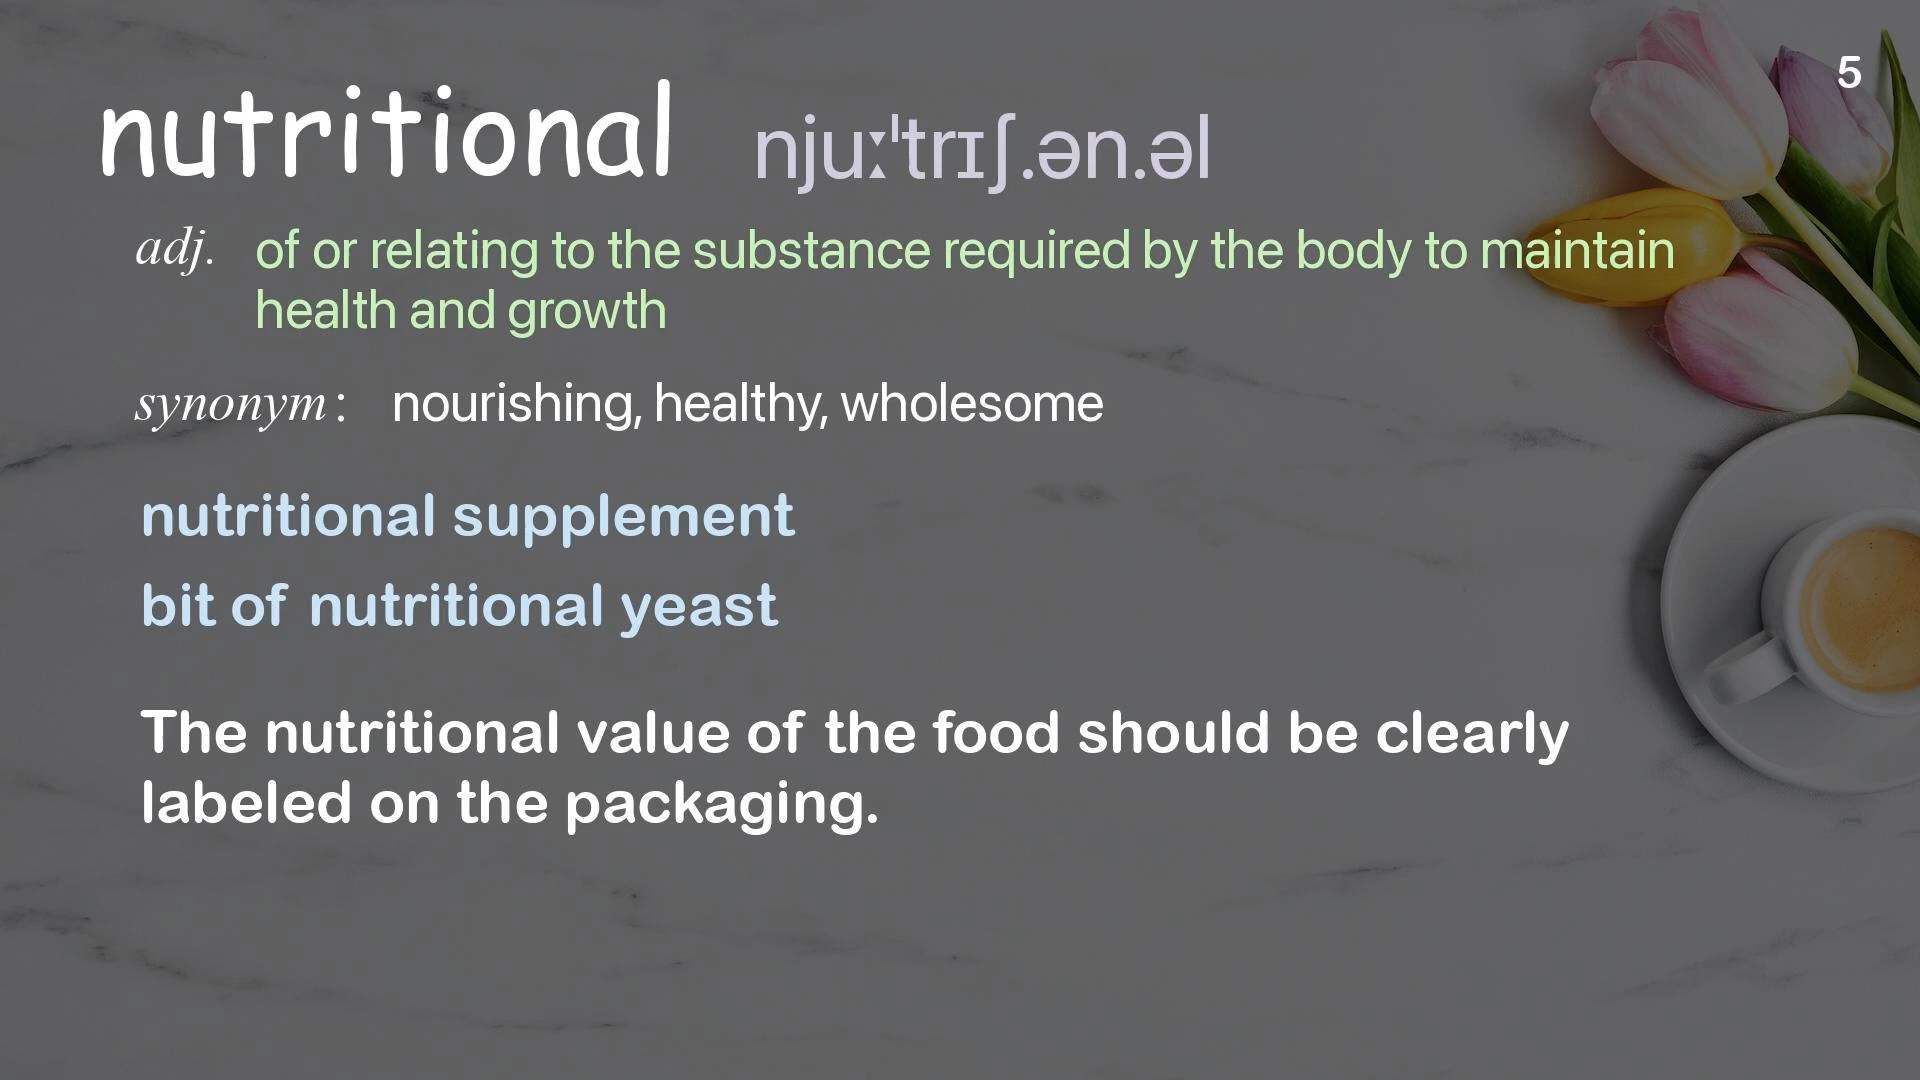 5
nutritional njuːˈtrɪʃ.ən.əl
adj. of or relating to the substance required by the body to maintain
health and growth
synonym: nourishing, healthy, wholesome
nutritional supplement
bit of nutritional yeast
The nutritional value of the food should be clearly
labeled on the packaging.